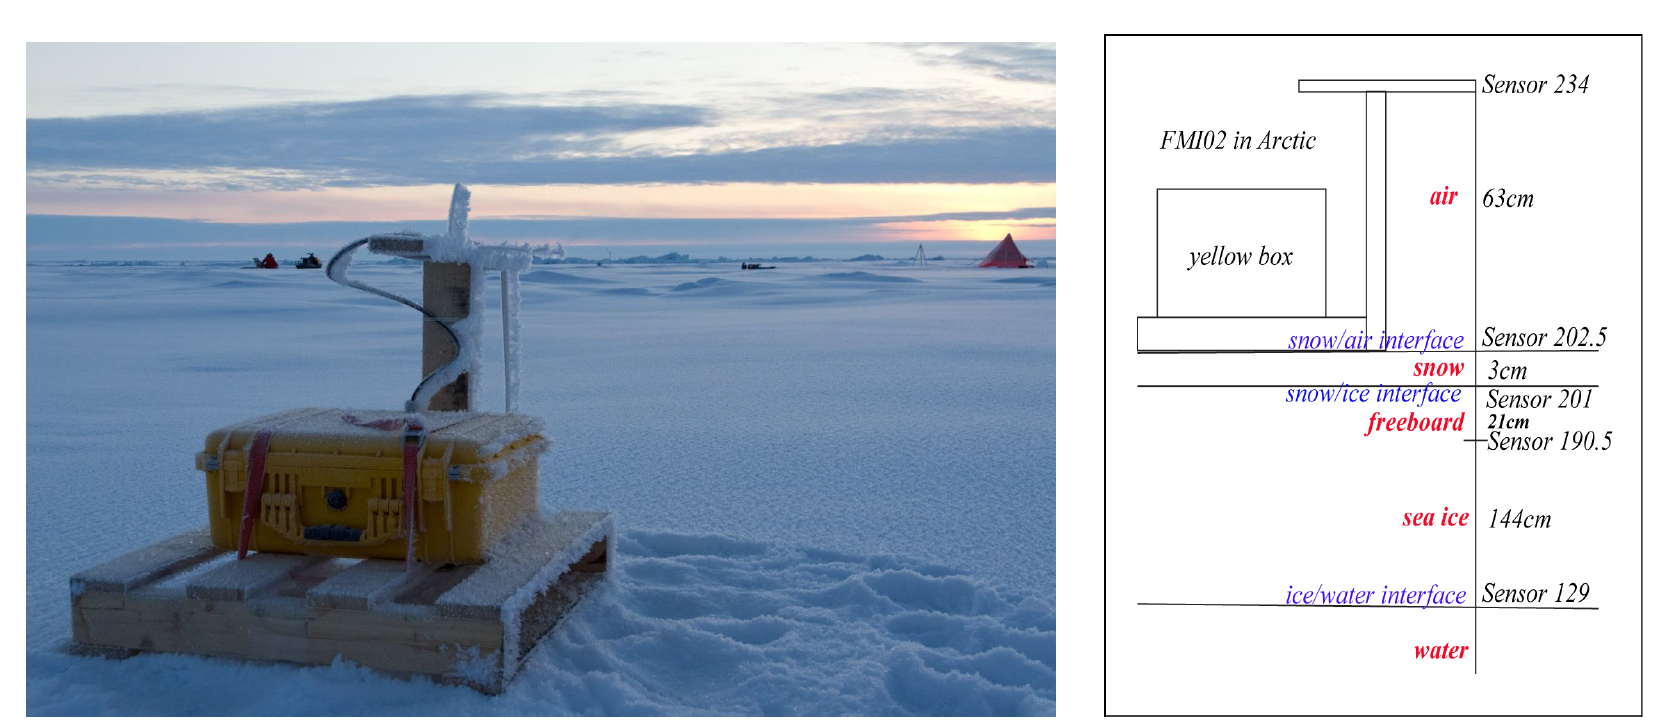 Sensor 234
FMI02 in Arctic
air 63cm
yellow box
snow/air interface Sensor 202.5
snow 3cm
snow/ice interface Sensor 201
freeboard 21cm
Sensor 190.5
sea ice 144cm
ice/water interface Sensor 129
water